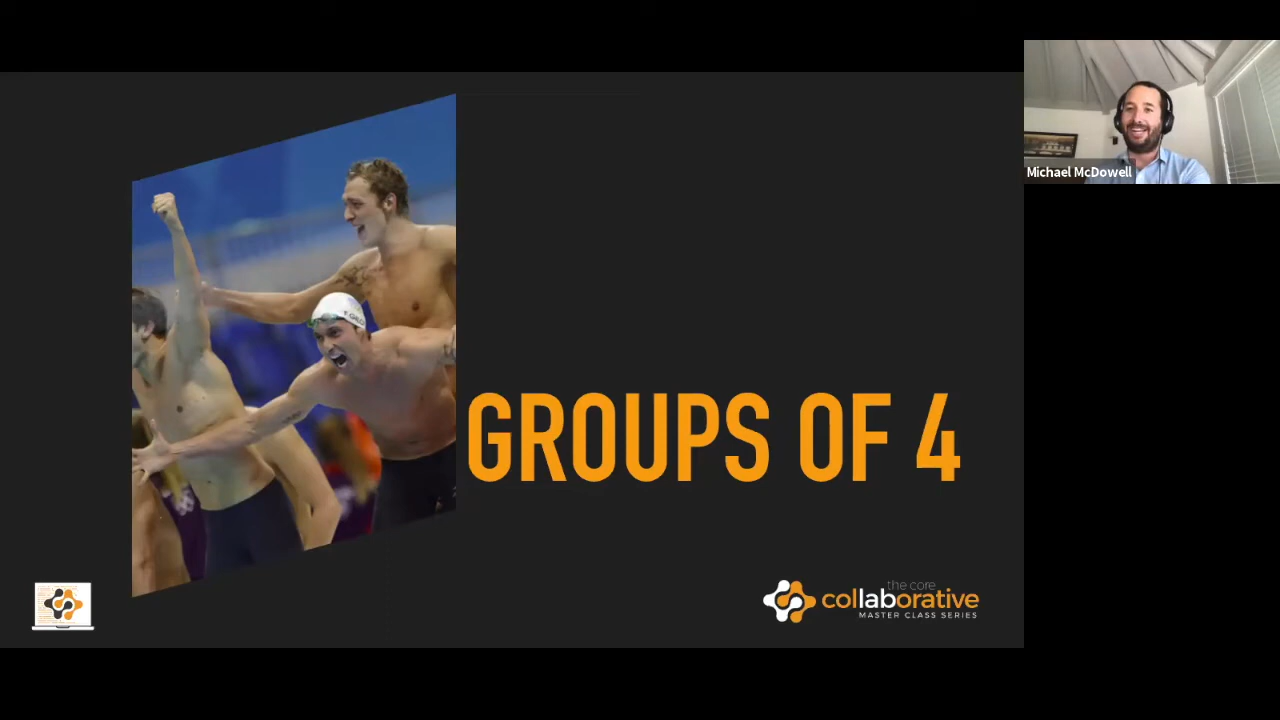 Michael McDowell
GROUPS OF 4
the core
collaborative
MASTER CLASS SERIES